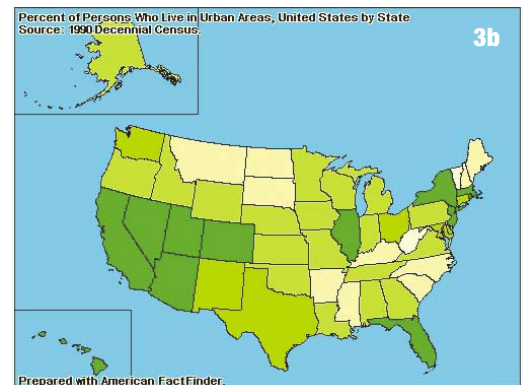 Percent of Persons Who Live in Urban Areas, United States by State
Source: 1990 Decennial Census.
3b
Prepared with American FactFinder.